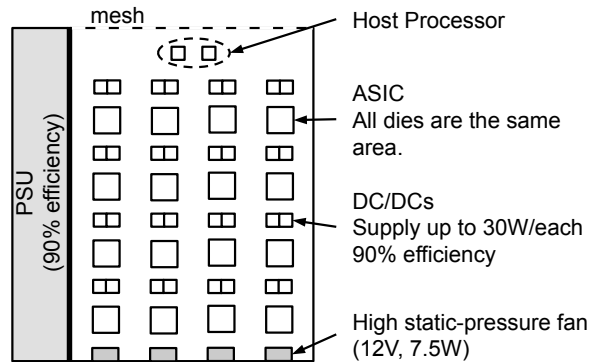 mesh
Host Processor
ASIC
All dies are the same
area.
PSU
(90% efficiency)
DC/DCs
Supply up to 30W/each
90% efficiency
High static-pressure fan
(12V, 7.5W)